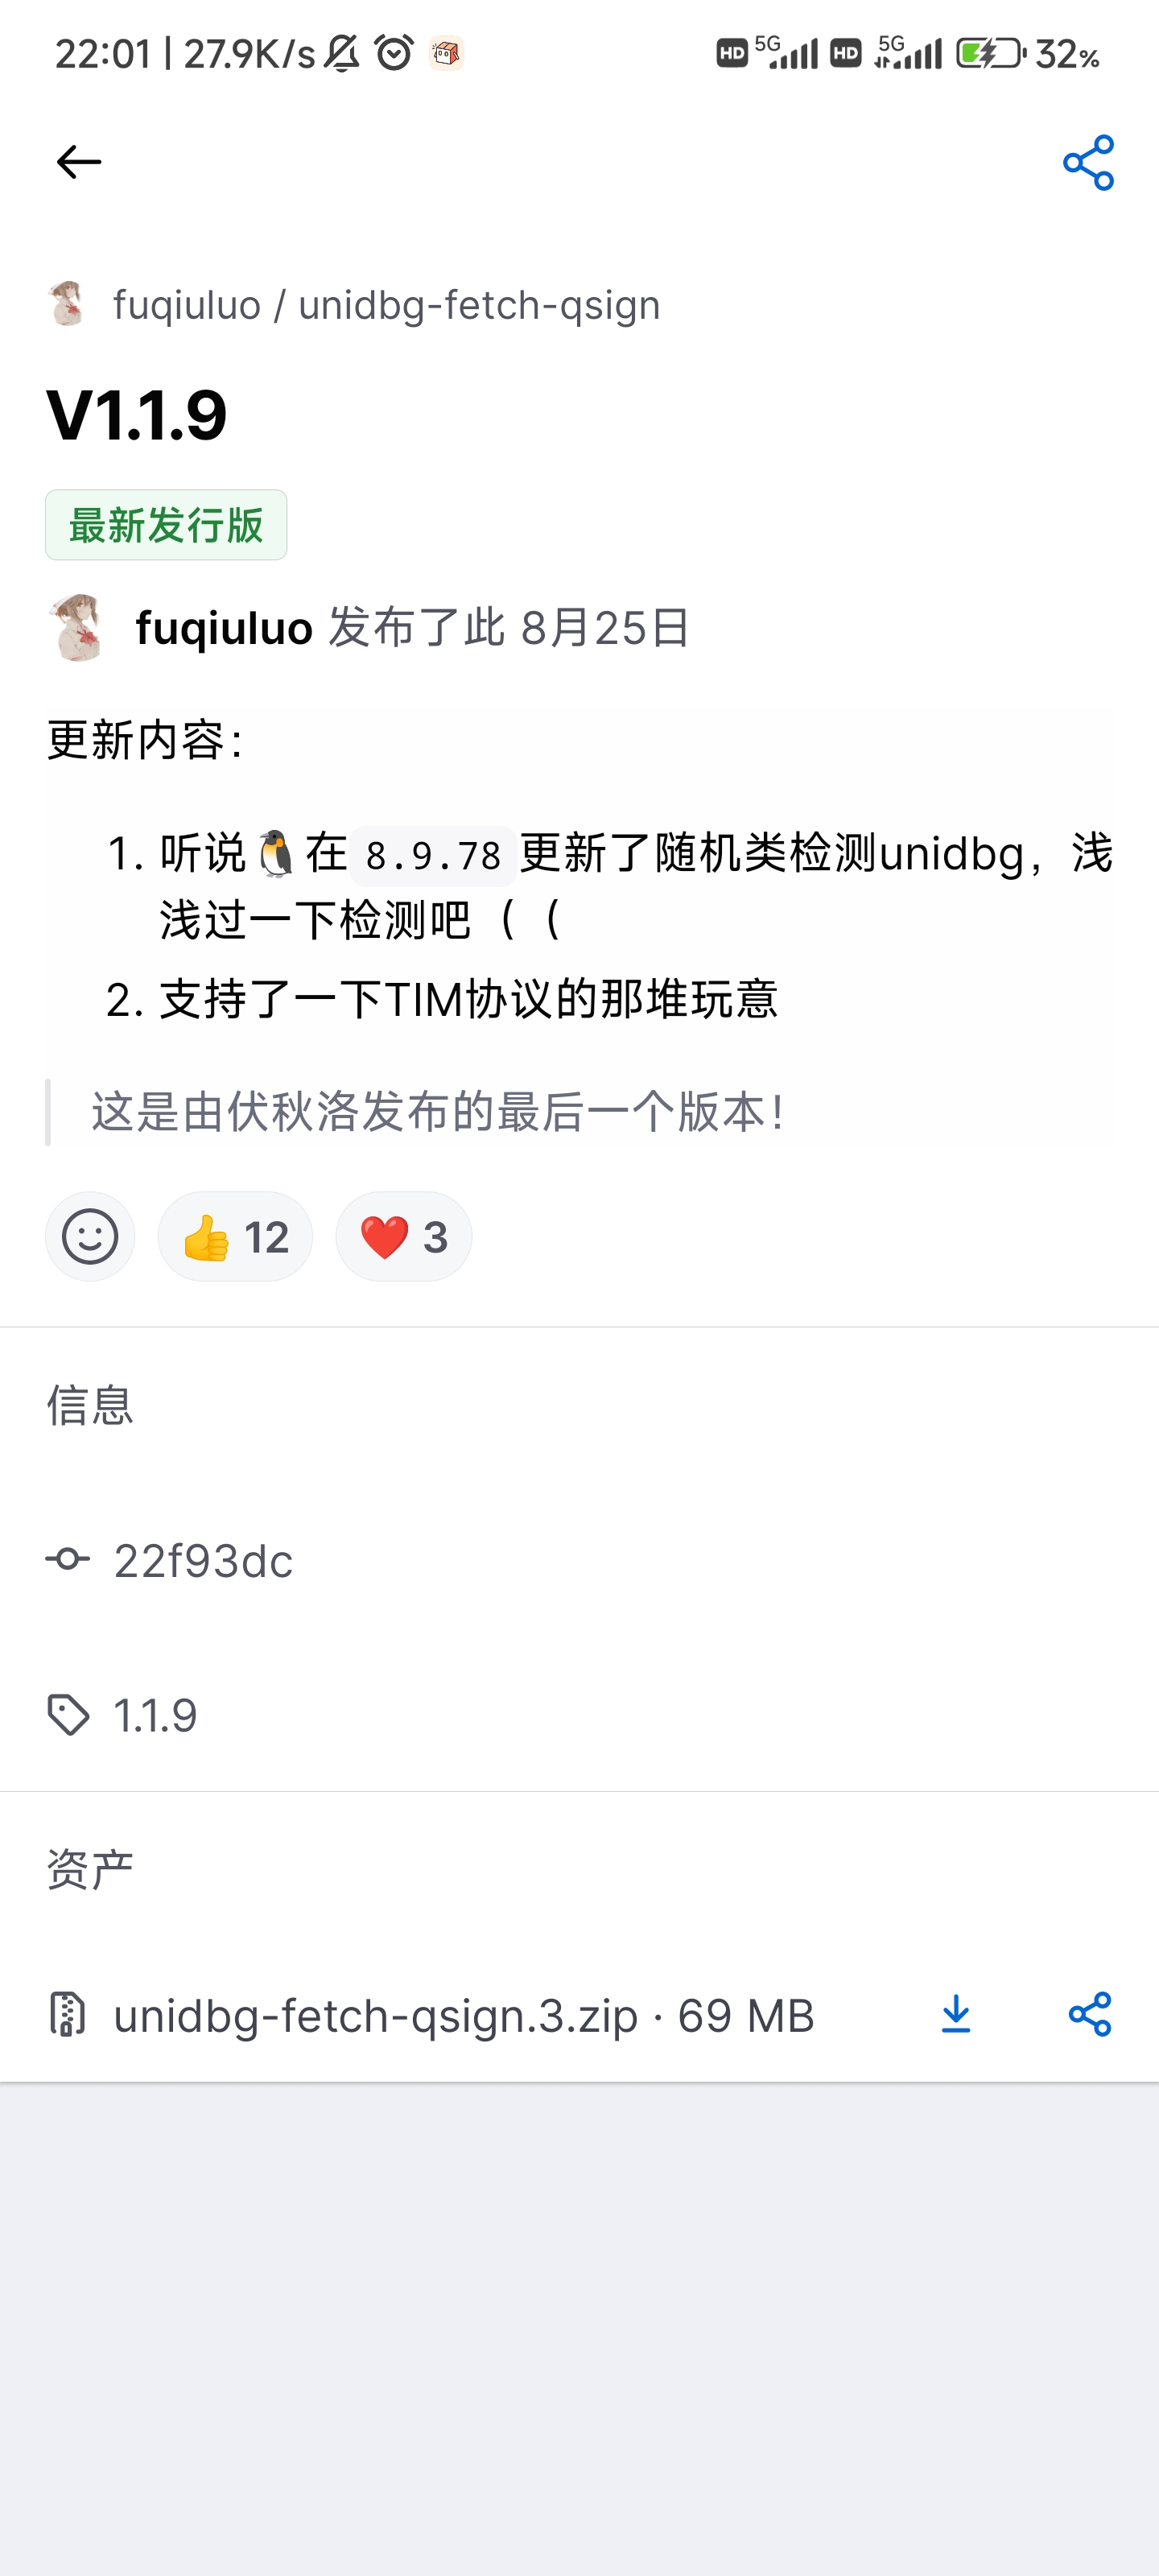 22:01 | 27.9K/s HD 5G HD 5G 32%
fuqiuluo / unidbg-fetch-qsign
V1.1.9
最新发行版
fuqiuluo 发布了此 8月25日
更新内容：
1. 听说🐧在 8.9.78 更新了随机类检测unidbg，浅
浅过一下检测吧（（
2. 支持了一下TIM协议的那堆玩意
这是由伏秋洛发布的最后一个版本！
👍 12 ❤️ 3
信息
22f93dc
1.1.9
资产
unidbg-fetch-qsign.3.zip · 69 MB